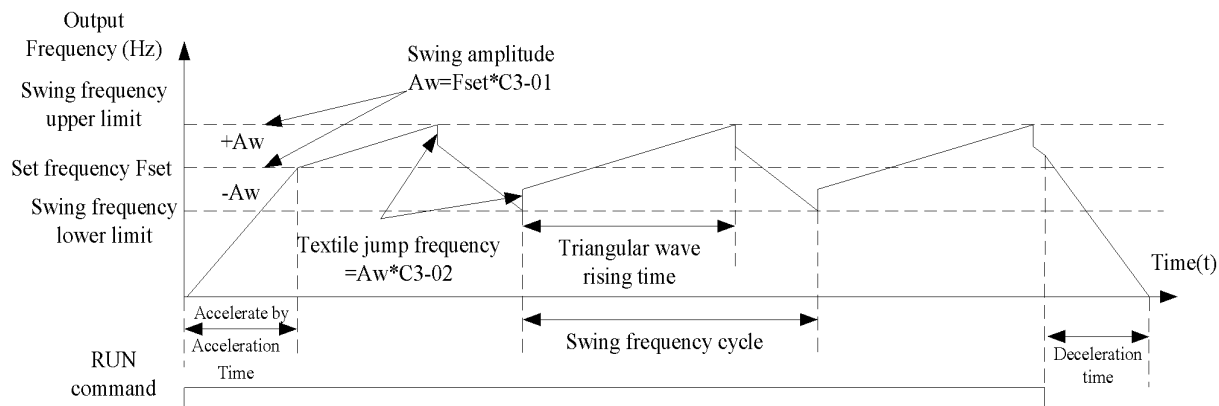 Output
Frequency (Hz)
Swing amplitude
Aw=Fset*C3-01
Swing frequency
upper limit
+Aw
Set frequency Fset
-Aw
Swing frequency
lower limit
Textile jump frequency
=Aw*C3-02
Triangular wave
rising time
Time(t)
Accelerate by
Acceleration
Time
Swing frequency cycle
Deceleration
time
RUN
command